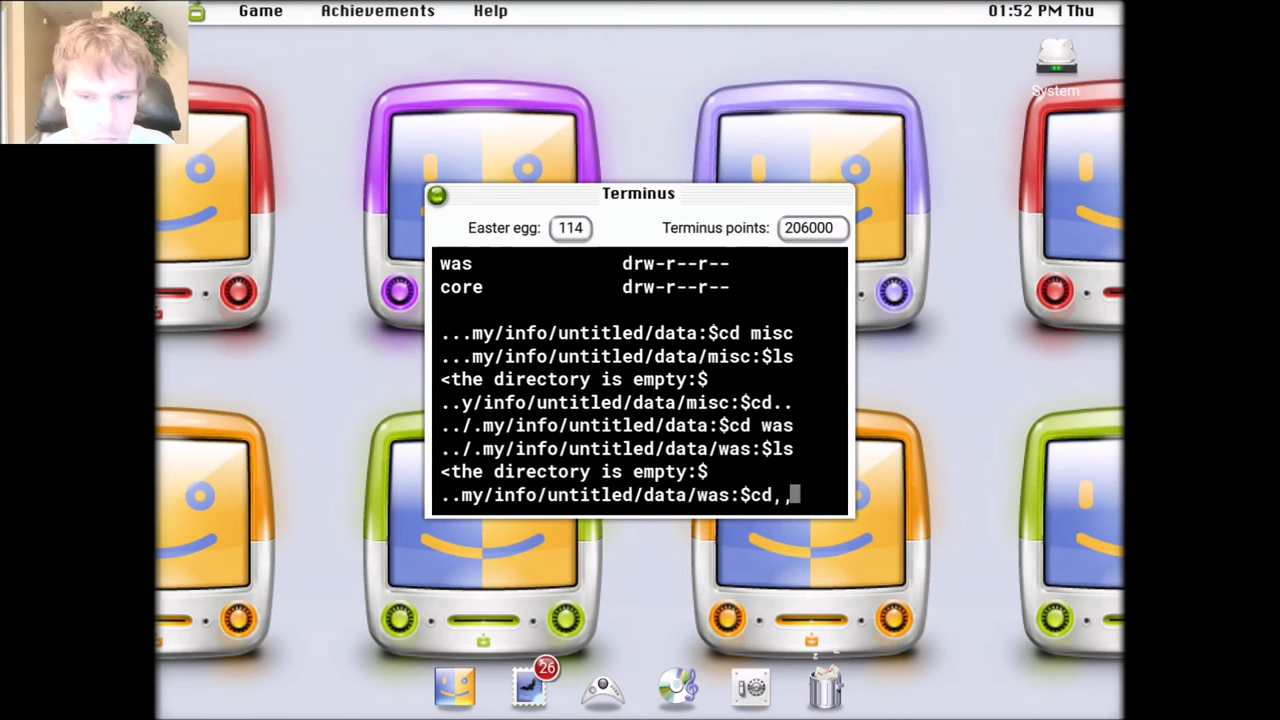 Game Achievements Help 01:52 PM Thu
System
Terminus
Easter egg: 114 Terminus points: 206000
was drw-r--r--
core drw-r--r--
...my/info/untitled/data:$cd misc
...my/info/untitled/data/misc:$ls
<the directory is empty:$
..y/info/untitled/data/misc:$cd..
../.my/info/untitled/data:$cd was
../.my/info/untitled/data/was:$ls
<the directory is empty:$
..my/info/untitled/data/was:$cd,,
26